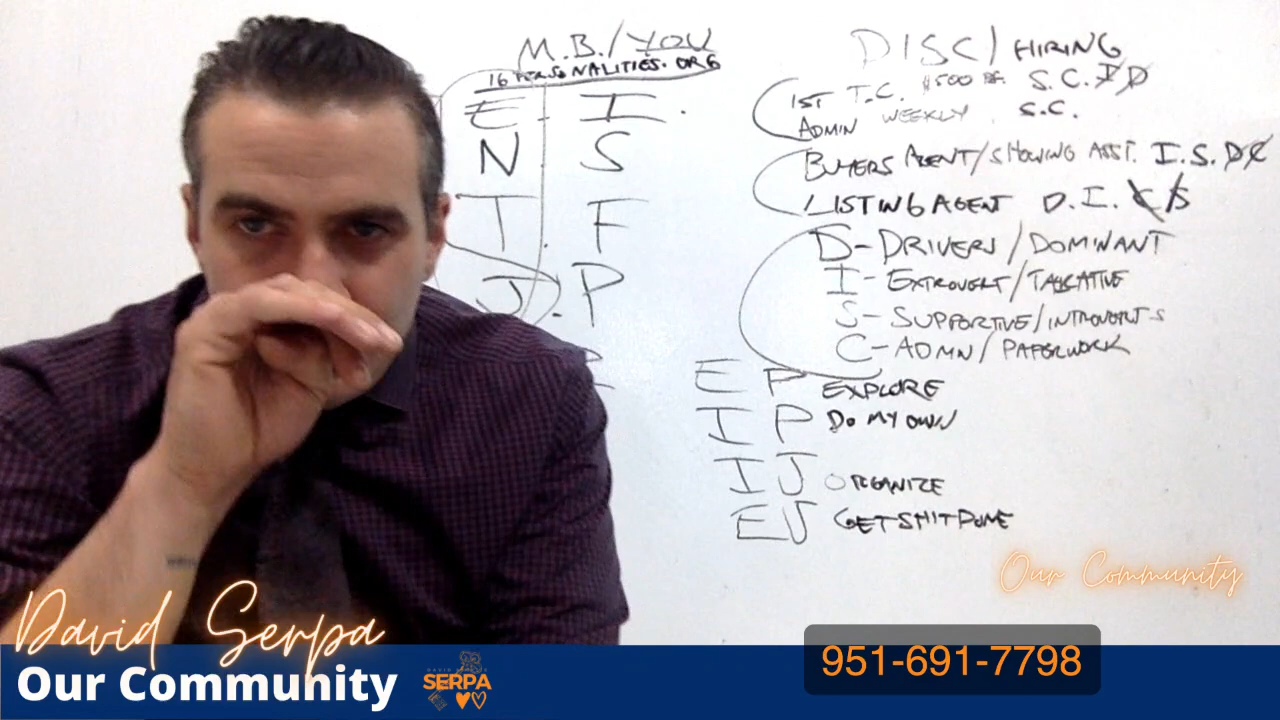 M.B./YOU
16 PERSONALITIES.ORG
E I.
N S
T. F
J. P
DISC/HIRING
1ST T.C. $500 S.C.I D
ADMIN WEEKLY S.C.
BUYERS AGENT/SHOWING ASST. I.S.D C
LISTING AGENT D.I. C/S
D-DRIVERS/DOMINANT
I-EXTROVERT/TALKATIVE
S-SUPPORTIVE/INTROVERTS
C-ADMN/PAPERWORK
E P EXPLORE
I P DO MY OWN
I J ORGANIZE
E J GET SHIT DONE
Our Community
David Serpa
Our Community
SERPA
951-691-7798